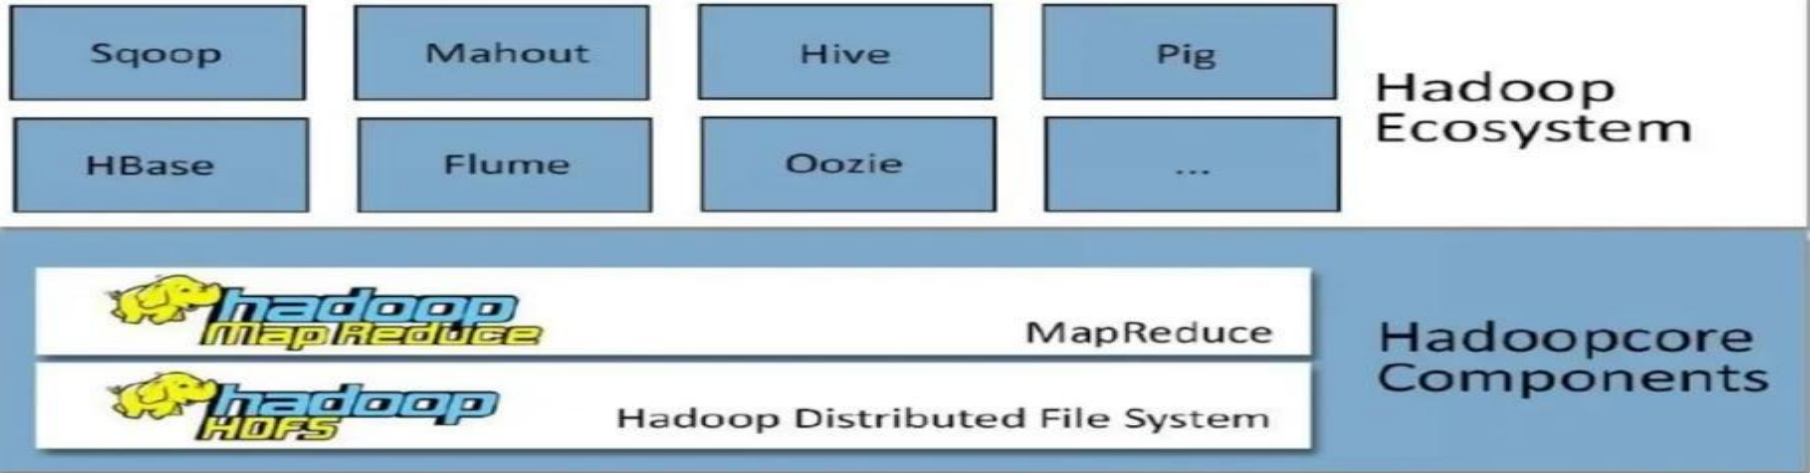 Sqoop Mahout Hive Pig
HBase Flume Oozie ...
Hadoop
Ecosystem
hadoop
Map Reduce
MapReduce
hadoop
HDFS
Hadoop Distributed File System
Hadoopcore
Components